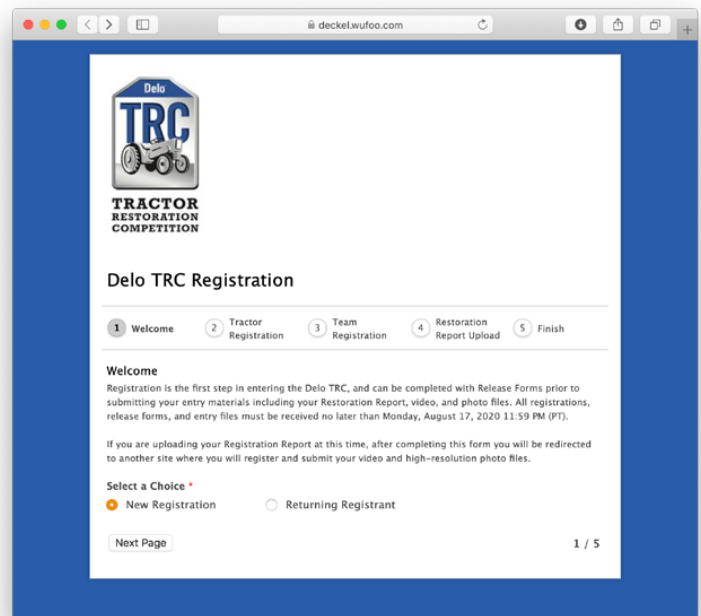 deckel.wufoo.com
Delo
TRC
TRACTOR
RESTORATION
COMPETITION
Delo TRC Registration
1 Welcome
2 Tractor Registration
3 Team Registration
4 Restoration Report Upload
5 Finish
Welcome
Registration is the first step in entering the Delo TRC, and can be completed with Release Forms prior to
submitting your entry materials including your Restoration Report, video, and photo files. All registrations,
release forms, and entry files must be received no later than Monday, August 17, 2020 11:59 PM (PT).
If you are uploading your Registration Report at this time, after completing this form you will be redirected
to another site where you will register and submit your video and high-resolution photo files.
Select a Choice *
New Registration Returning Registrant
Next Page 1 / 5